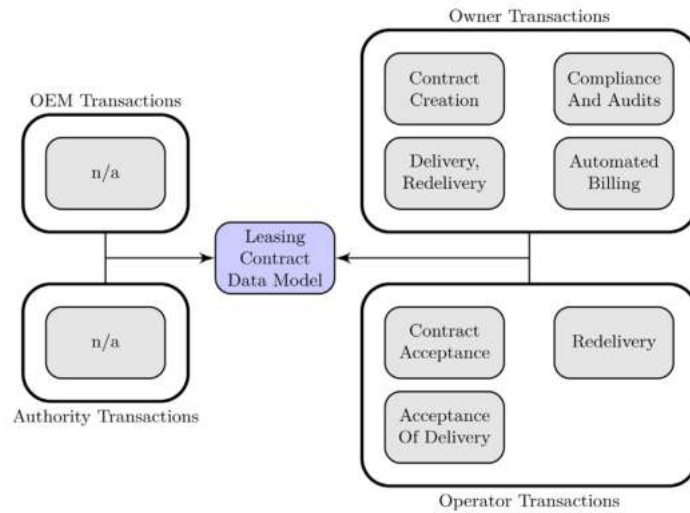 Owner Transactions
Contract
Creation
Compliance
And Audits
OEM Transactions
n/a
Delivery,
Redelivery
Automated
Billing
Leasing
Contract
Data Model
n/a
Authority Transactions
Contract
Acceptance
Redelivery
Acceptance
Of Delivery
Operator Transactions